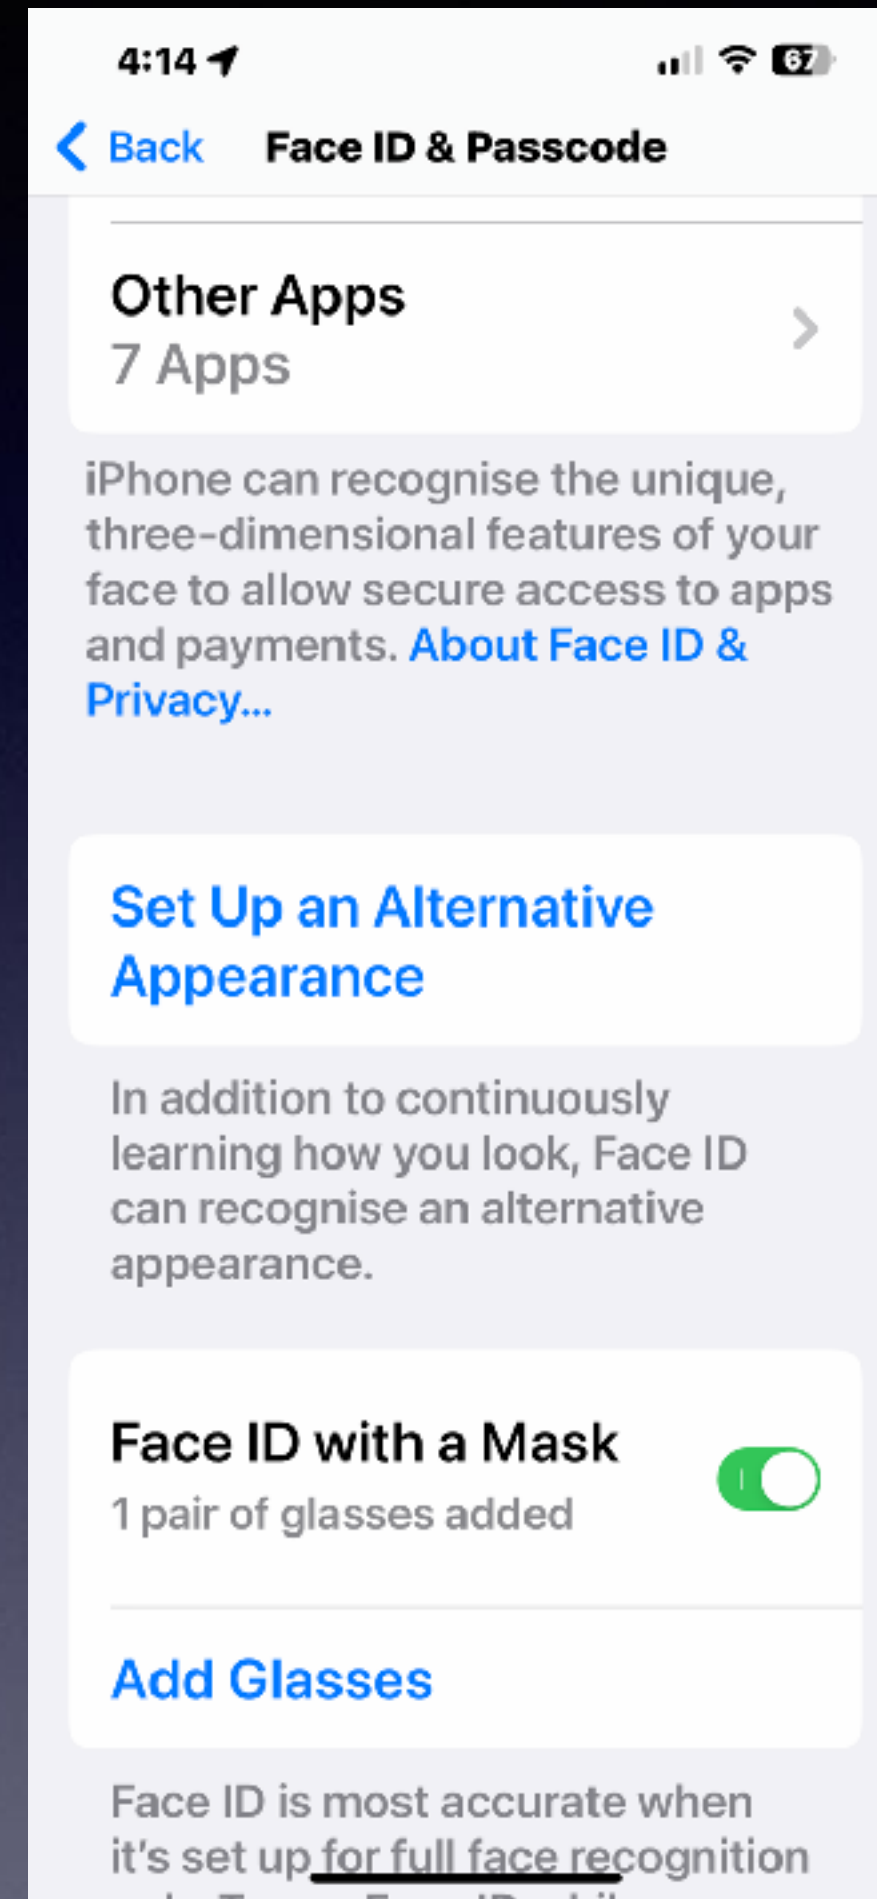 4:14
67
Back
Face ID & Passcode
Other Apps
7 Apps
iPhone can recognise the unique,
three-dimensional features of your
face to allow secure access to apps
and payments. About Face ID &
Privacy...
Set Up an Alternative
Appearance
In addition to continuously
learning how you look, Face ID
can recognise an alternative
appearance.
Face ID with a Mask
1 pair of glasses added
Add Glasses
Face ID is most accurate when
it's set up for full face recognition